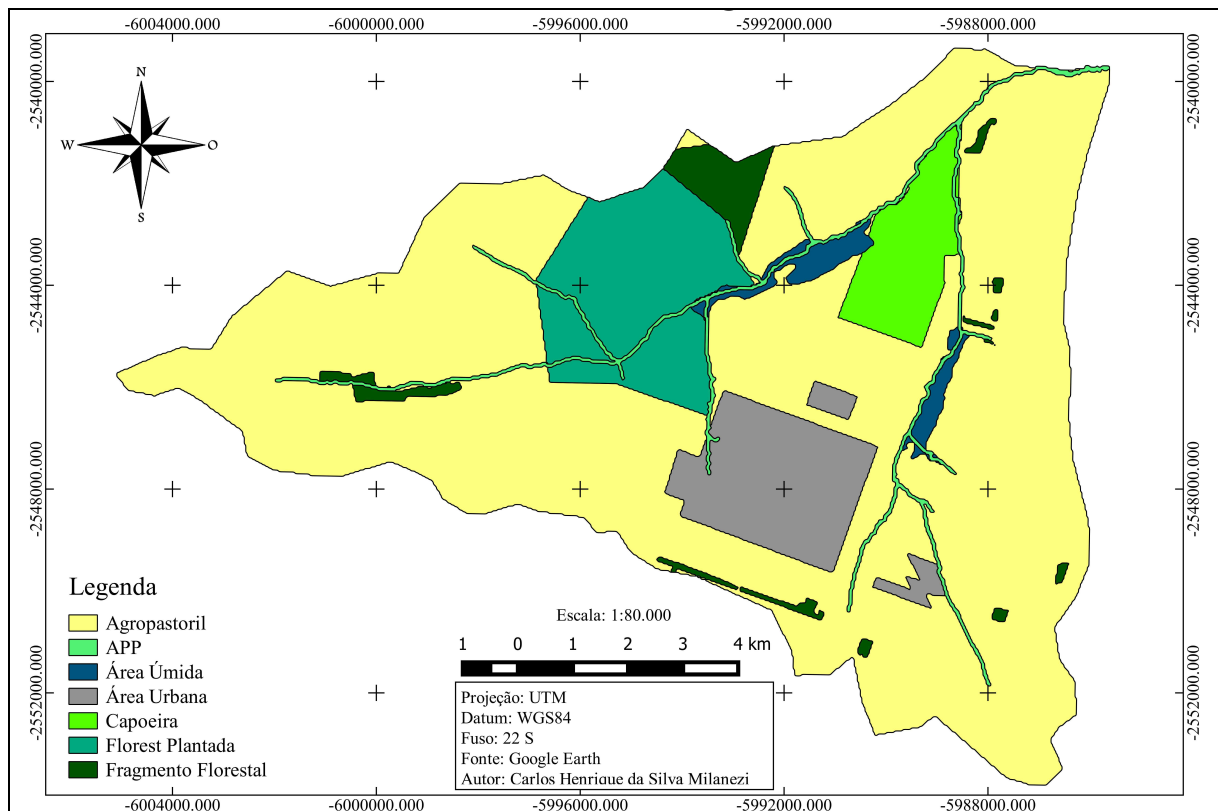 -6004000.000 -6000000.000 -5996000.000 -5992000.000 -5988000.000
-2540000.000 -2540000.000
-2544000.000 -2544000.000
-2548000.000 -2548000.000
-2552000.000 -2552000.000
N
W O
S
Legenda
Agropastoril
APP
Área Úmida
Área Urbana
Capoeira
Florest Plantada
Fragmento Florestal
Escala: 1:80.000
1 0 1 2 3 4 km
Projeção: UTM
Datum: WGS84
Fuso: 22 S
Fonte: Google Earth
Autor: Carlos Henrique da Silva Milanezi
-6004000.000 -6000000.000 -5996000.000 -5992000.000 -5988000.000